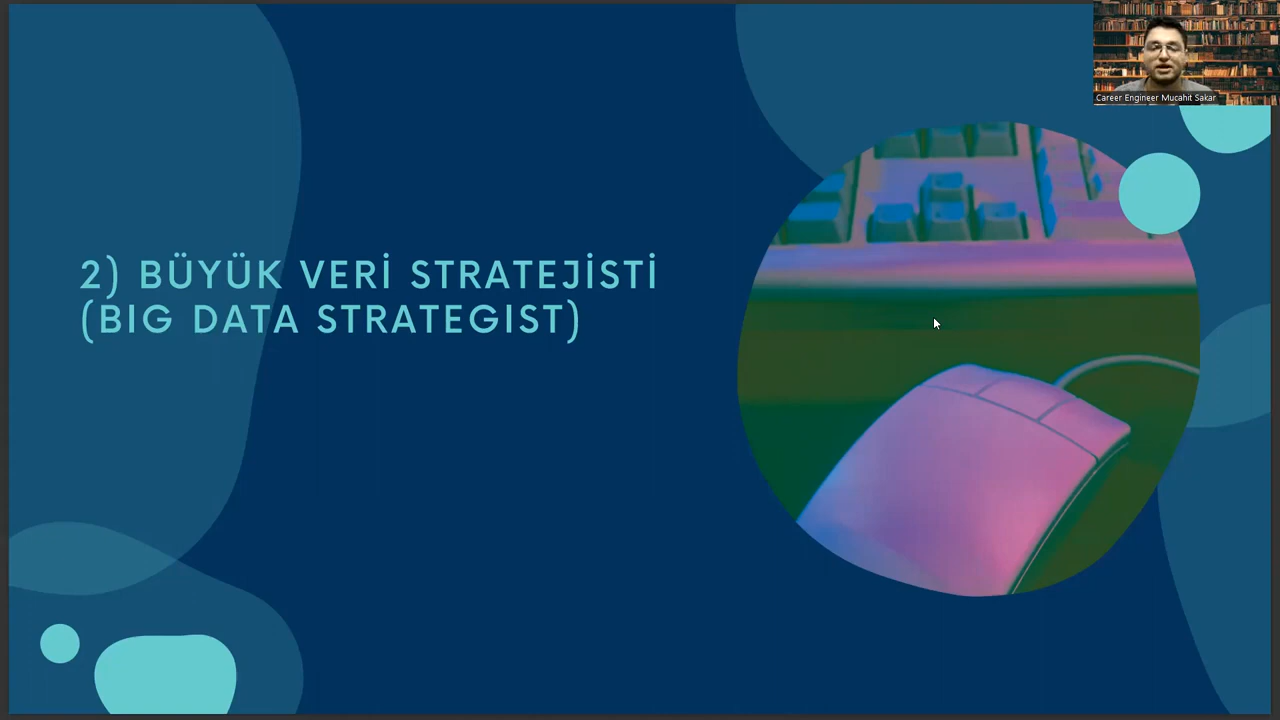 Career Engineer Mucahit Sakar
2) BÜYÜK VERİ STRATEJİSTİ
(BIG DATA STRATEGIST)